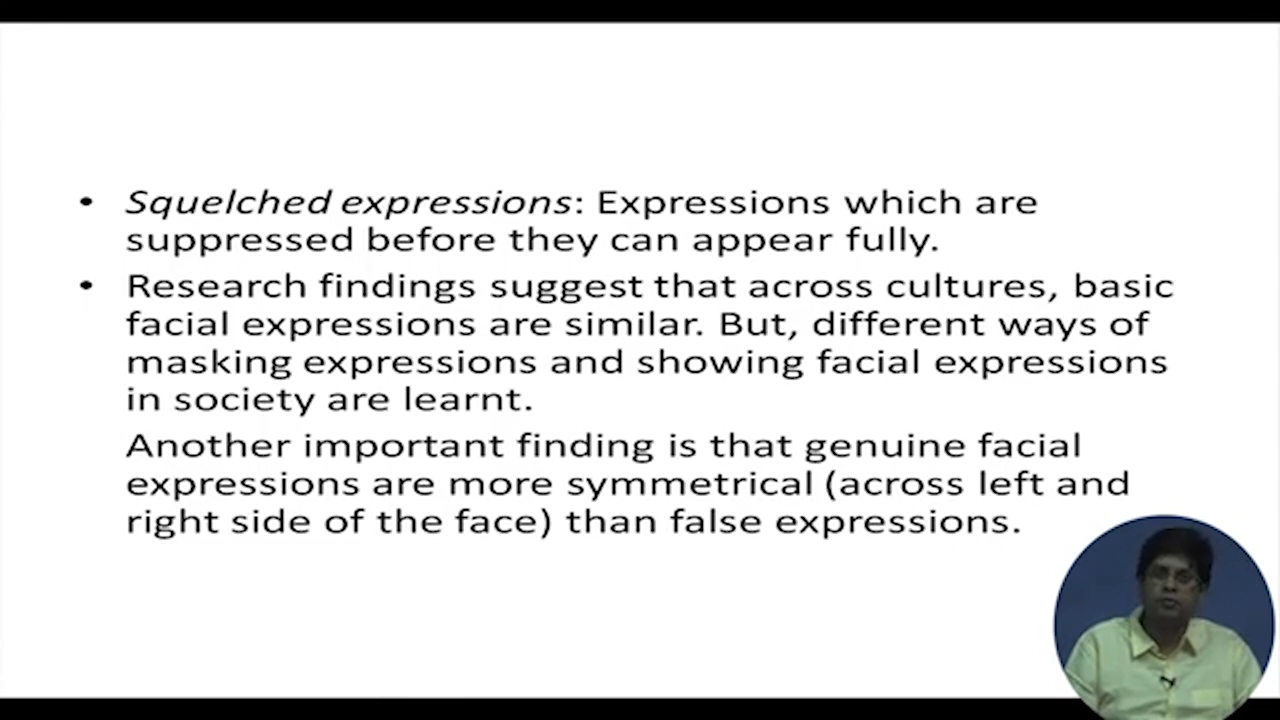 • Squelched expressions: Expressions which are
suppressed before they can appear fully.
• Research findings suggest that across cultures, basic
facial expressions are similar. But, different ways of
masking expressions and showing facial expressions
in society are learnt.
Another important finding is that genuine facial
expressions are more symmetrical (across left and
right side of the face) than false expressions.